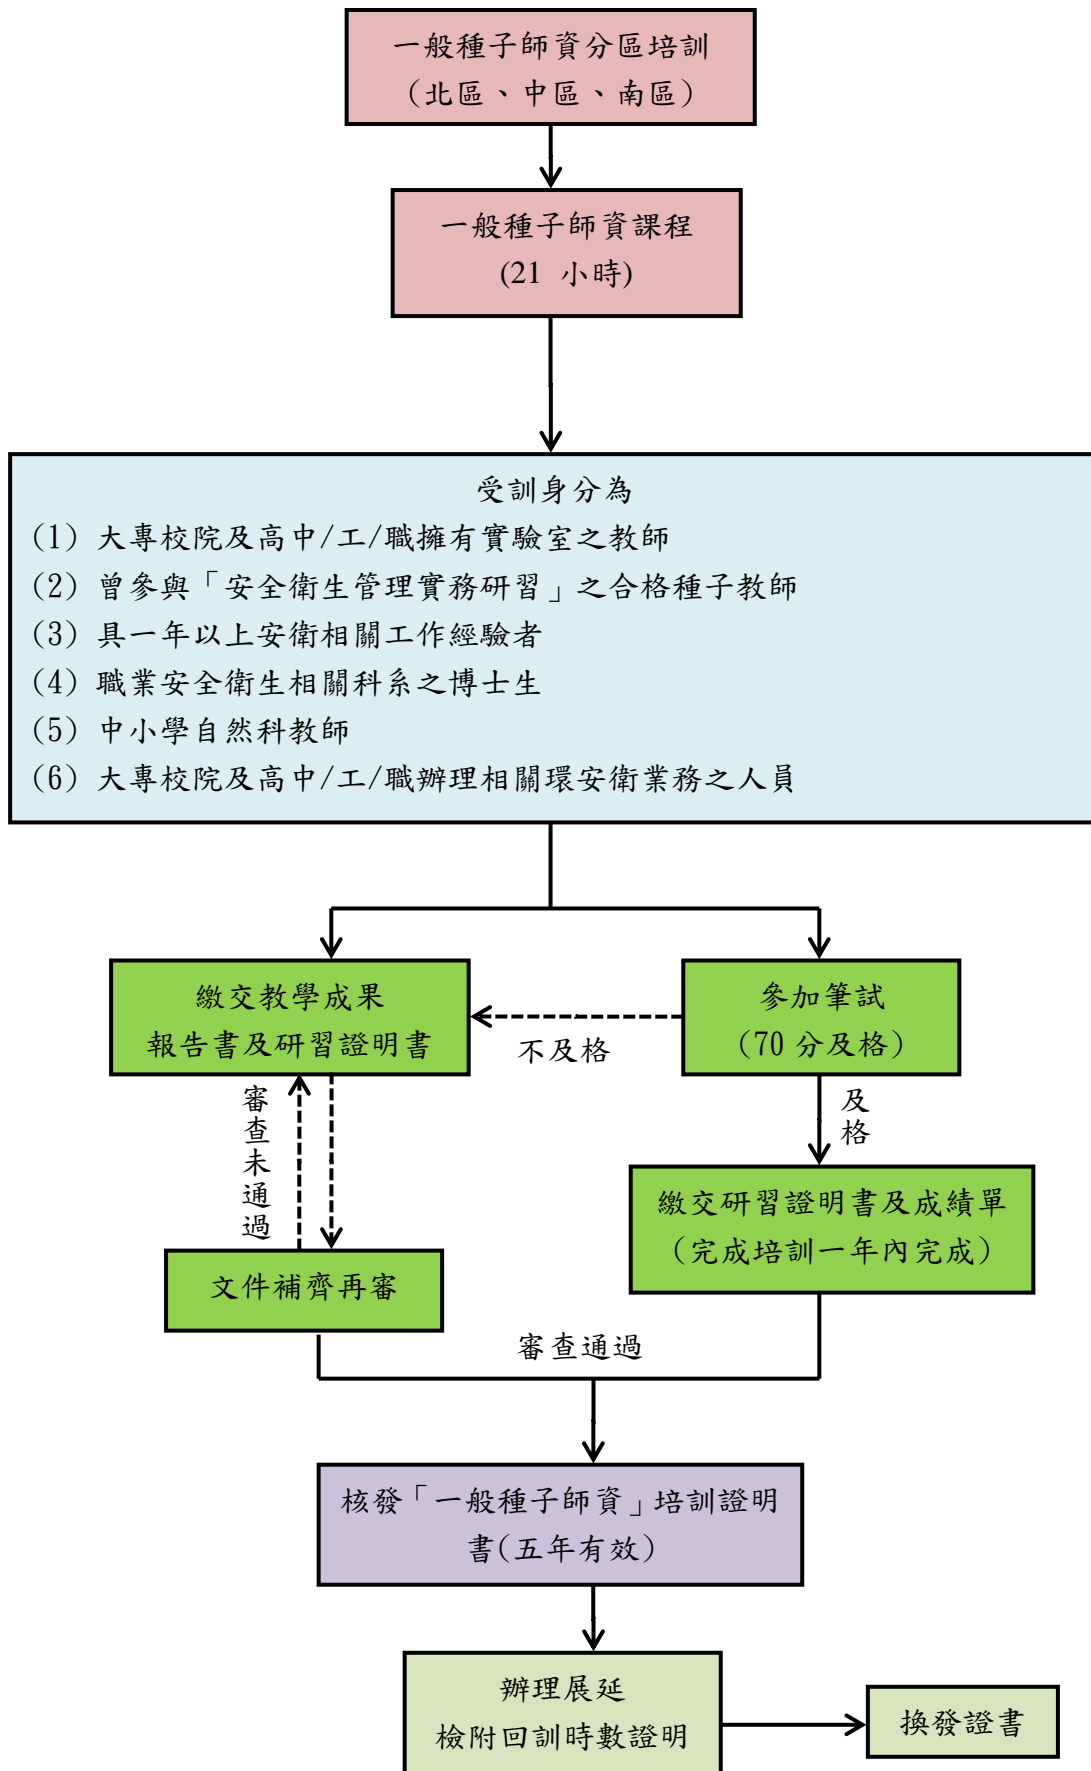 一般種子師資分區培訓
（北區、中區、南區）
一般種子師資課程
(21 小時)
受訓身分為
(1) 大專校院及高中/工/職擁有實驗室之教師
(2) 曾參與「安全衛生管理實務研習」之合格種子教師
(3) 具一年以上安衛相關工作經驗者
(4) 職業安全衛生相關科系之博士生
(5) 中小學自然科教師
(6) 大專校院及高中/工/職辦理相關環安衛業務之人員
繳交教學成果
報告書及研習證明書
參加筆試
（70 分及格）
不及格
審查未通過
及格
繳交研習證明書及成績單
（完成培訓一年內完成）
文件補齊再審
審查通過
核發「一般種子師資」培訓證明
書(五年有效)
辦理展延
檢附回訓時數證明
換發證書